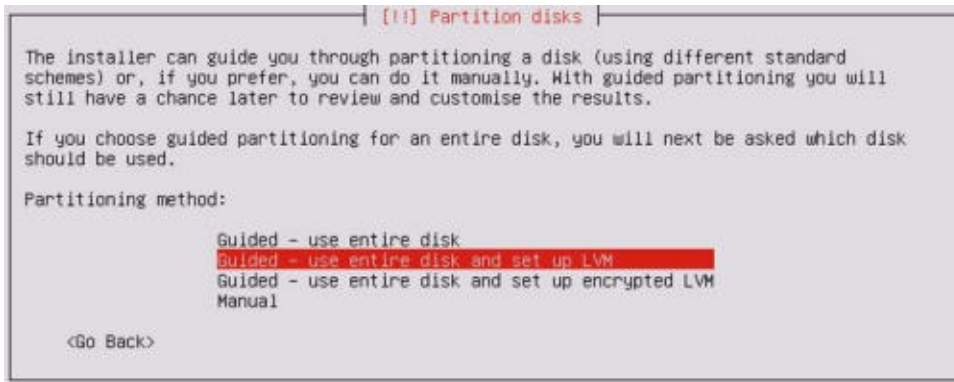 [!!] Partition disks
The installer can guide you through partitioning a disk (using different standard
schemes) or, if you prefer, you can do it manually. With guided partitioning you will
still have a chance later to review and customise the results.
If you choose guided partitioning for an entire disk, you will next be asked which disk
should be used.
Partitioning method:
Guided - use entire disk
Guided - use entire disk and set up LVM
Guided - use entire disk and set up encrypted LVM
Manual
<Go Back>